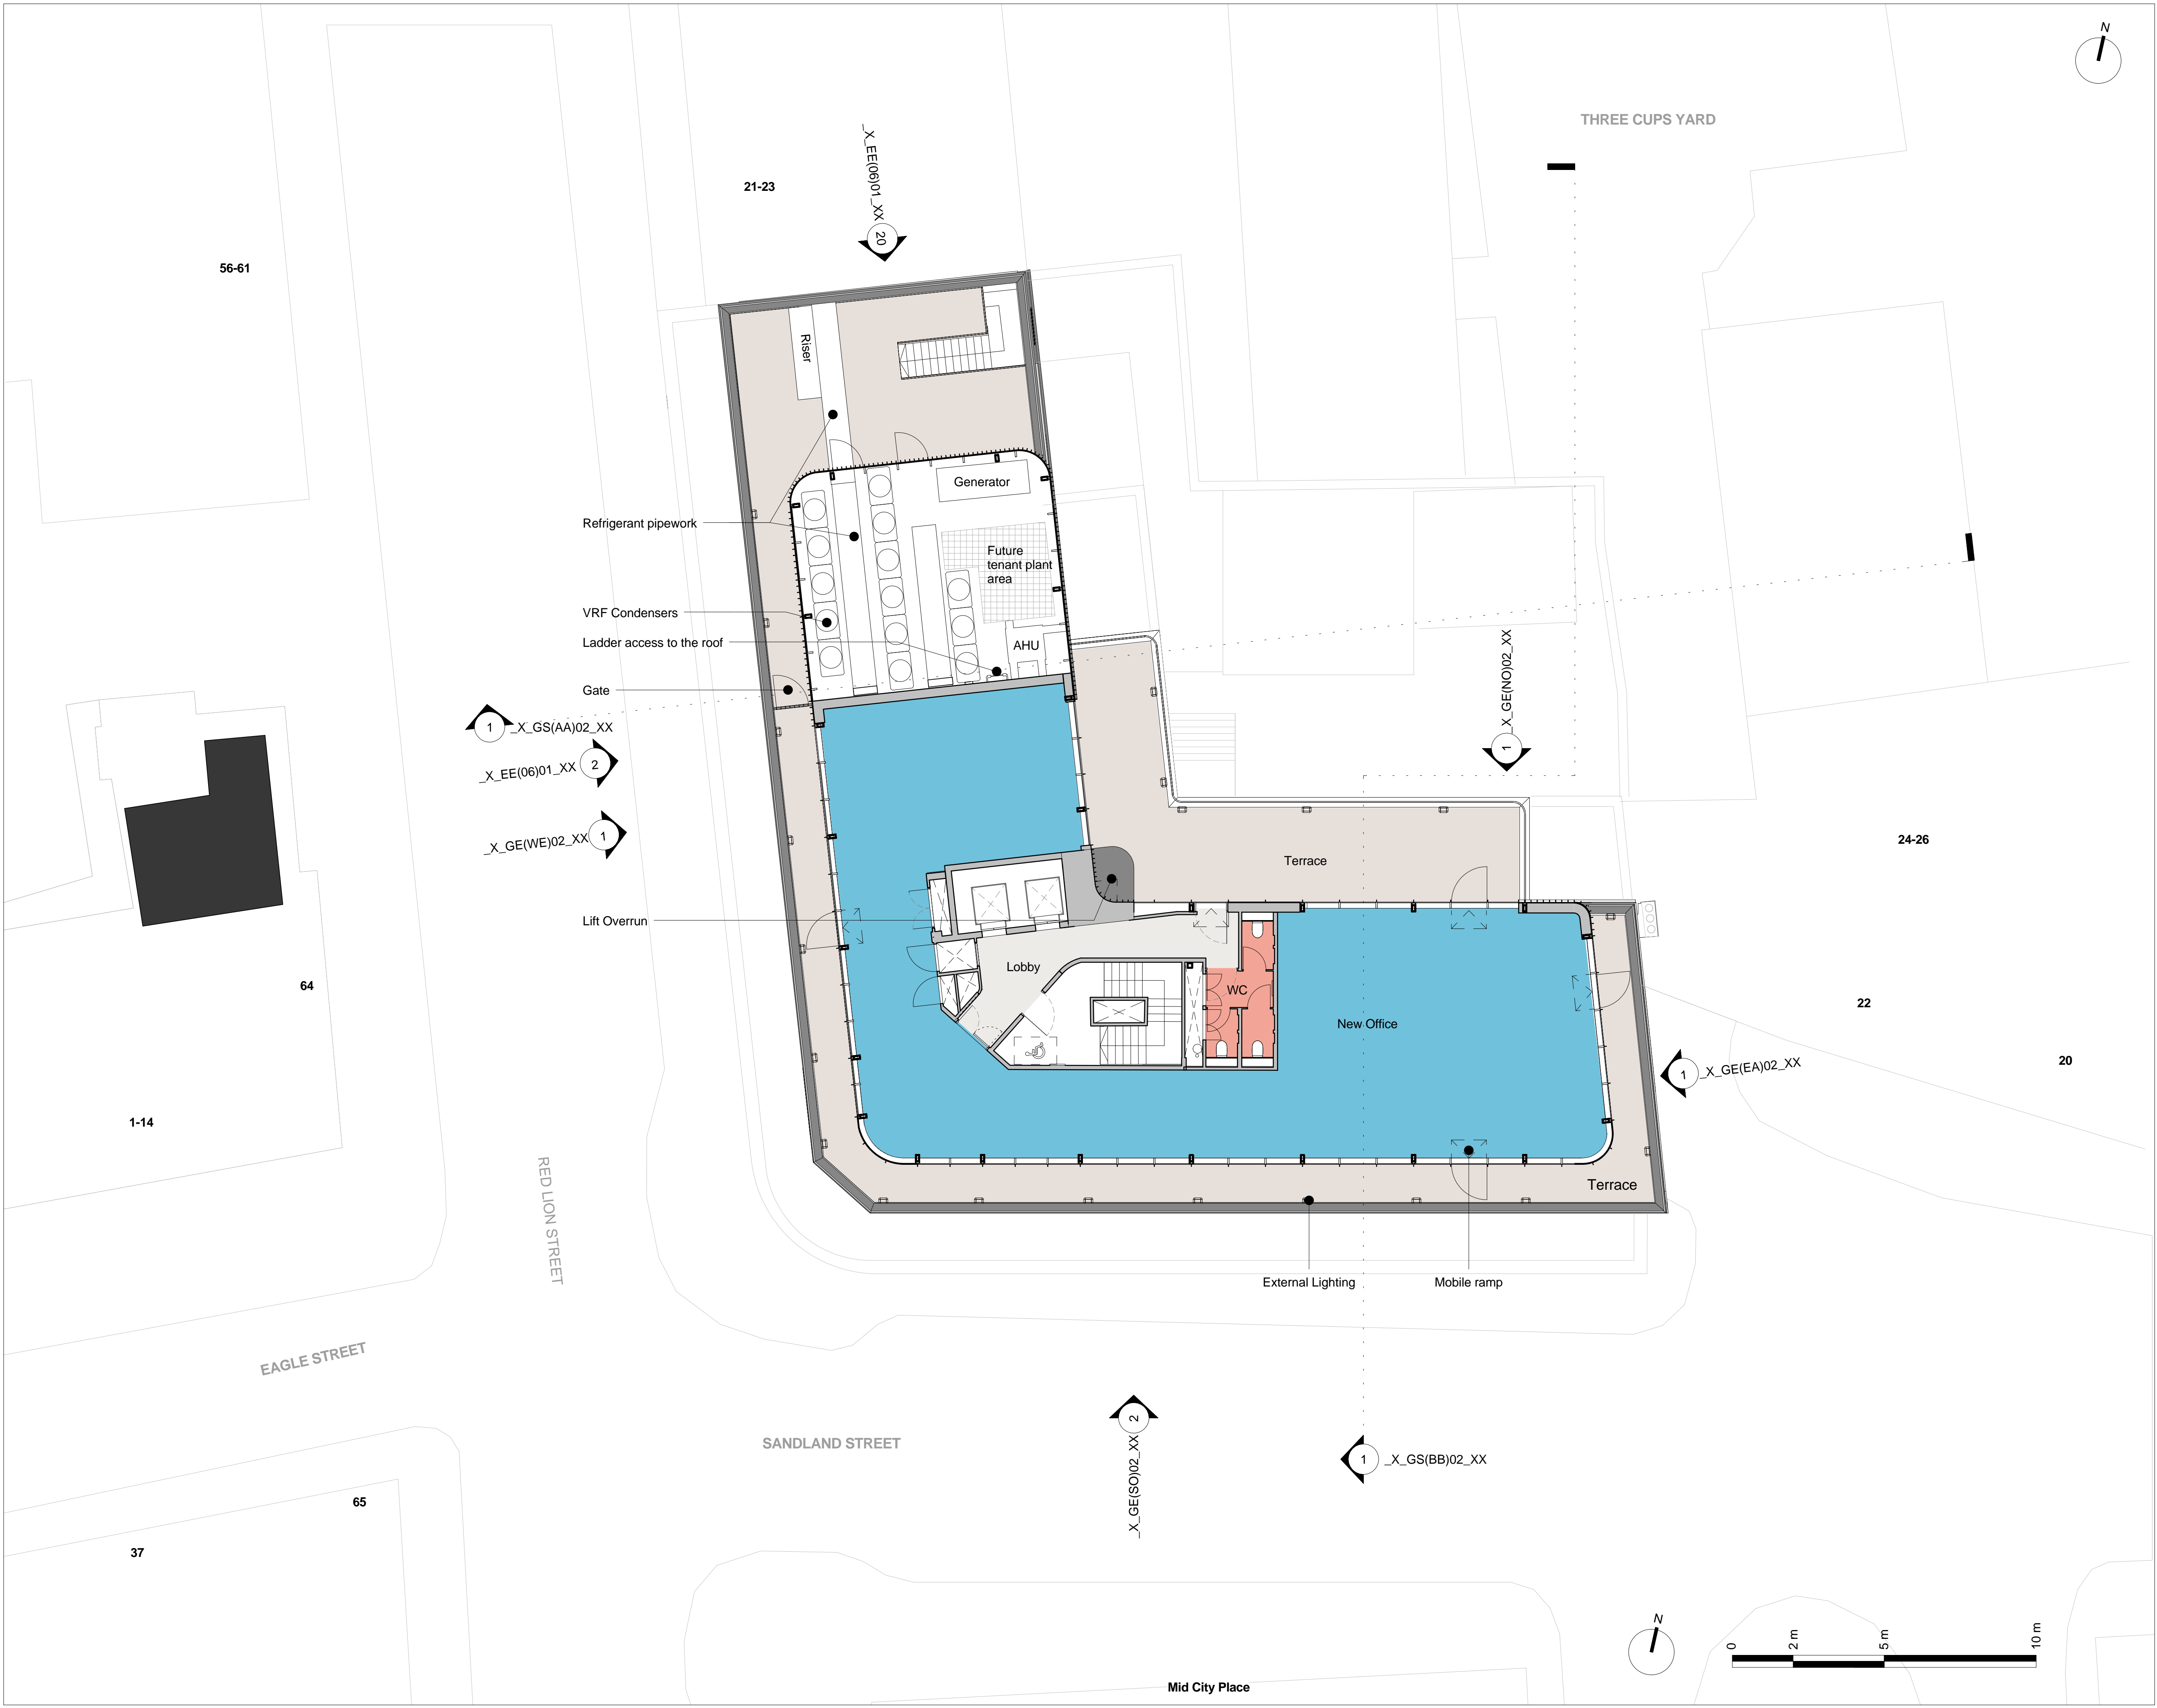 N
THREE CUPS YARD
_X_EE(06)01_XX
20
21-23
56-61
Riser
Generator
Refrigerant pipework
Future
tenant plant
area
VRF Condensers
Ladder access to the roof
AHU
Gate
1
_X_GS(AA)02_XX
_X_EE(06)01_XX
2
_X_GE(WE)02_XX
1
_X_GE(NO)02_XX
1
24-26
Terrace
Lift Overrun
Lobby
WC
New Office
64
22
20
1
_X_GE(EA)02_XX
1-14
RED LION STREET
Terrace
External Lighting
Mobile ramp
EAGLE STREET
SANDLAND STREET
2
_X_GE(SO)02_XX
1
_X_GS(BB)02_XX
65
37
N
0
2 m
5 m
10 m
Mid City Place